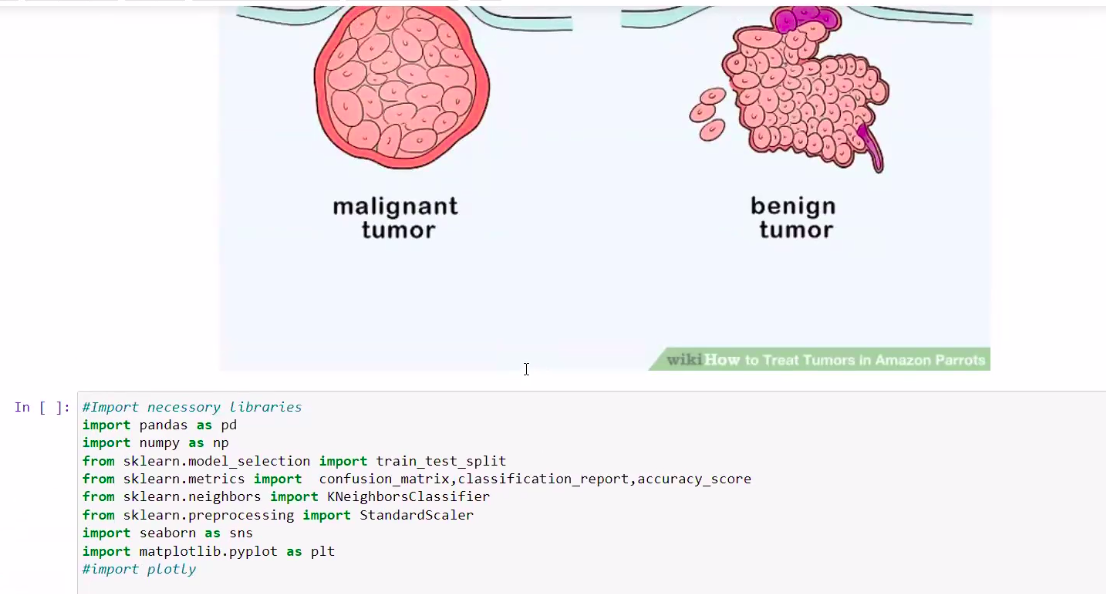 malignant
tumor
benign
tumor
wikiHow to Treat Tumors in Amazon Parrots
In [ ]:
#Import necessary libraries
import pandas as pd
import numpy as np
from sklearn.model_selection import train_test_split
from sklearn.metrics import  confusion_matrix,classification_report,accuracy_score
from sklearn.neighbors import KNeighborsClassifier
from sklearn.preprocessing import StandardScaler
import seaborn as sns
import matplotlib.pyplot as plt
#import plotly